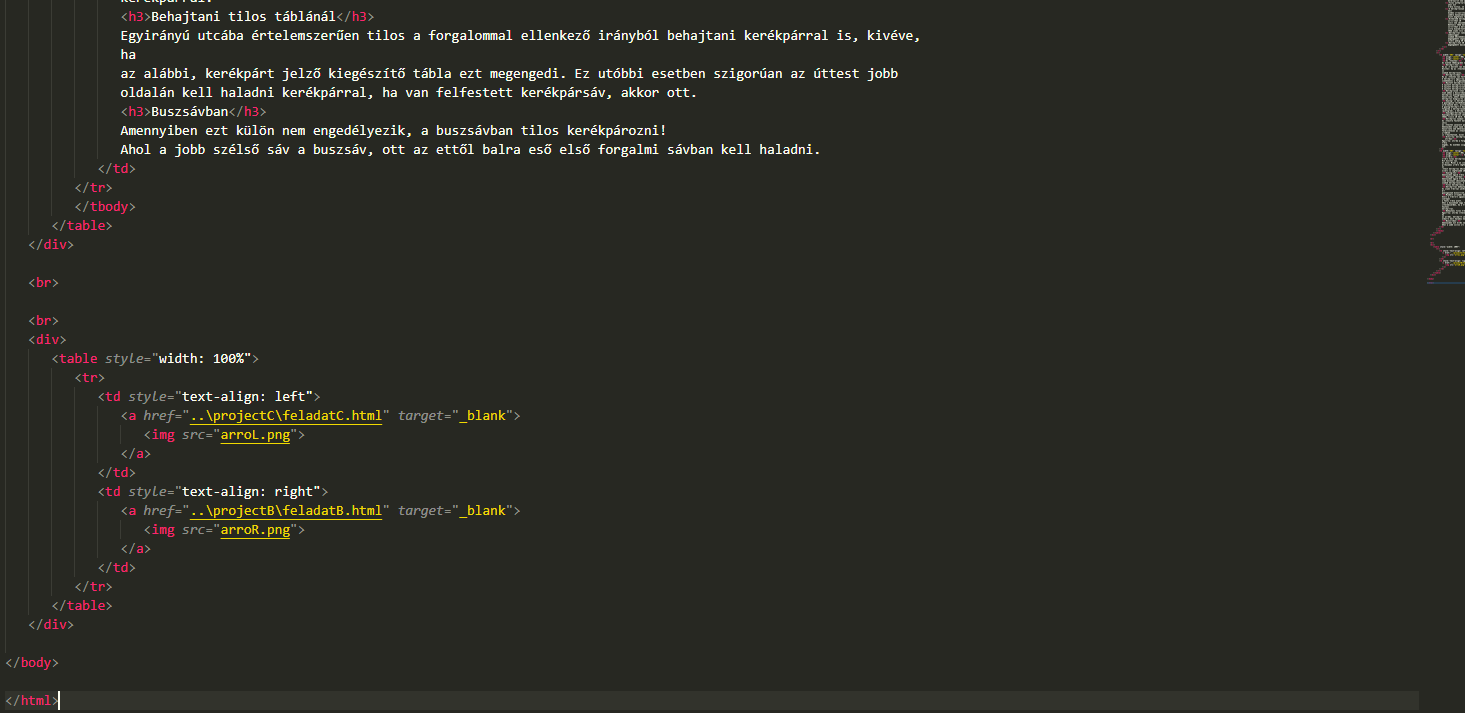 kerékpárral.
<h3>Behajtani tilos táblánál</h3>
Egyirányú utcába értelemszerűen tilos a forgalommal ellenkező irányból behajtani kerékpárral is, kivéve,
ha
az alábbi, kerékpárt jelző kiegészítő tábla ezt megengedi. Ez utóbbi esetben szigorúan az úttest jobb
oldalán kell haladni kerékpárral, ha van felfestett kerékpársáv, akkor ott.
<h3>Buszsávban</h3>
Amennyiben ezt külön nem engedélyezik, a buszsávban tilos kerékpározni!
Ahol a jobb szélső sáv a buszsáv, ott az ettől balra eső első forgalmi sávban kell haladni.
</td>
</tr>
</tbody>
</table>
</div>
<br>
<br>
<div>
<table style="width: 100%">
<tr>
<td style="text-align: left">
<a href="..\projectC\feladatC.html" target="_blank">
<img src="arroL.png">
</a>
</td>
<td style="text-align: right">
<a href="..\projectB\feladatB.html" target="_blank">
<img src="arroR.png">
</a>
</td>
</tr>
</table>
</div>
</body>
</html>